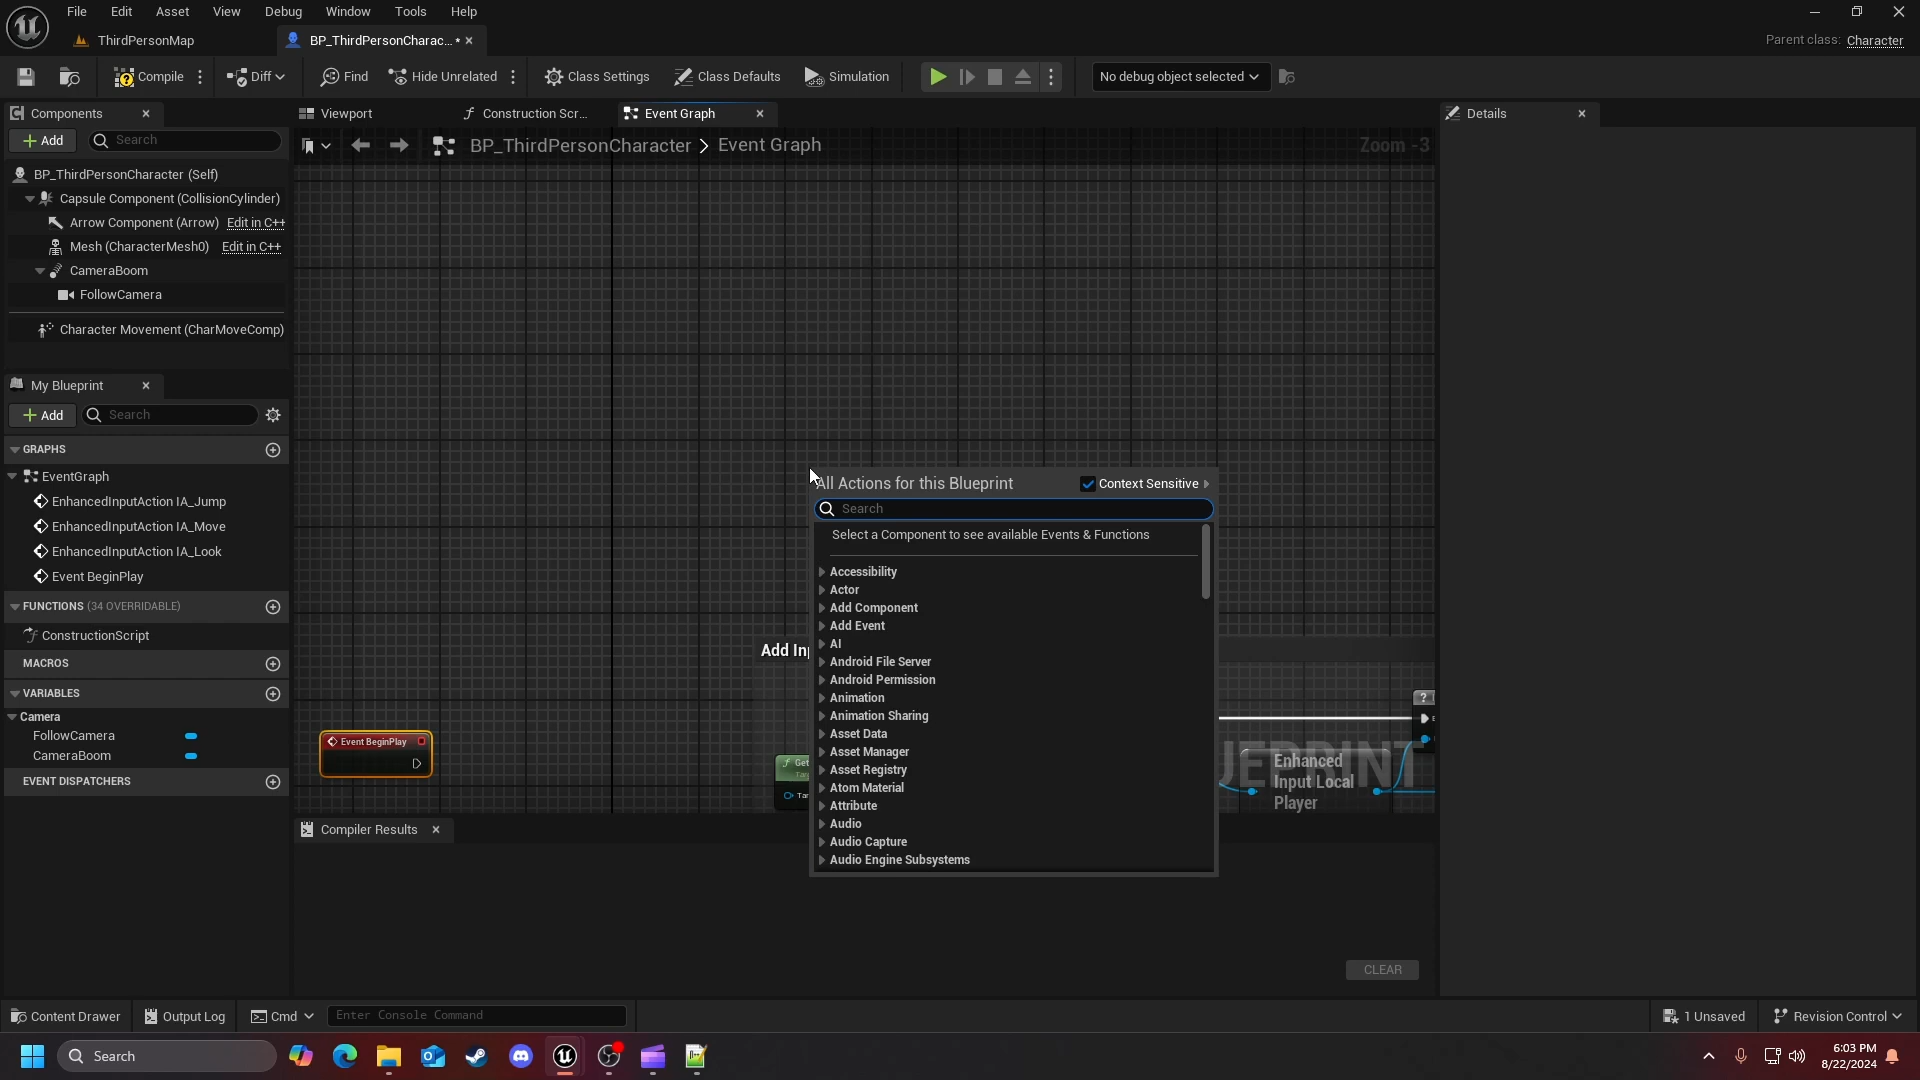 File Edit Asset View Debug Window Tools Help
ThirdPersonMap
BP_ThirdPersonCharac... *
Parent class: Character
Compile
Diff
Find
Hide Unrelated
Class Settings
Class Defaults
Simulation
No debug object selected
Components
Add
Search
BP_ThirdPersonCharacter (Self)
Capsule Component (CollisionCylinder)
Arrow Component (Arrow) Edit in C++
Mesh (CharacterMesh0) Edit in C++
CameraBoom
FollowCamera
Character Movement (CharMoveComp)
My Blueprint
Add
Search
GRAPHS
EventGraph
EnhancedInputAction IA_Jump
EnhancedInputAction IA_Move
EnhancedInputAction IA_Look
Event BeginPlay
FUNCTIONS (34 OVERRIDABLE)
ConstructionScript
MACROS
VARIABLES
Camera
FollowCamera
CameraBoom
EVENT DISPATCHERS
Viewport
Construction Scr...
Event Graph
BP_ThirdPersonCharacter > Event Graph
Zoom -3
All Actions for this Blueprint
Context Sensitive
Search
Select a Component to see available Events & Functions
Accessibility
Actor
Add Component
Add Event
AI
Android File Server
Android Permission
Animation
Animation Sharing
Asset Data
Asset Manager
Asset Registry
Atom Material
Attribute
Audio
Audio Capture
Audio Engine Subsystems
Event BeginPlay
Enhanced
Input Local
Player
Compiler Results
CLEAR
Details
Content Drawer
Output Log
Cmd
Enter Console Command
1 Unsaved
Revision Control
Search
6:03 PM
8/22/2024